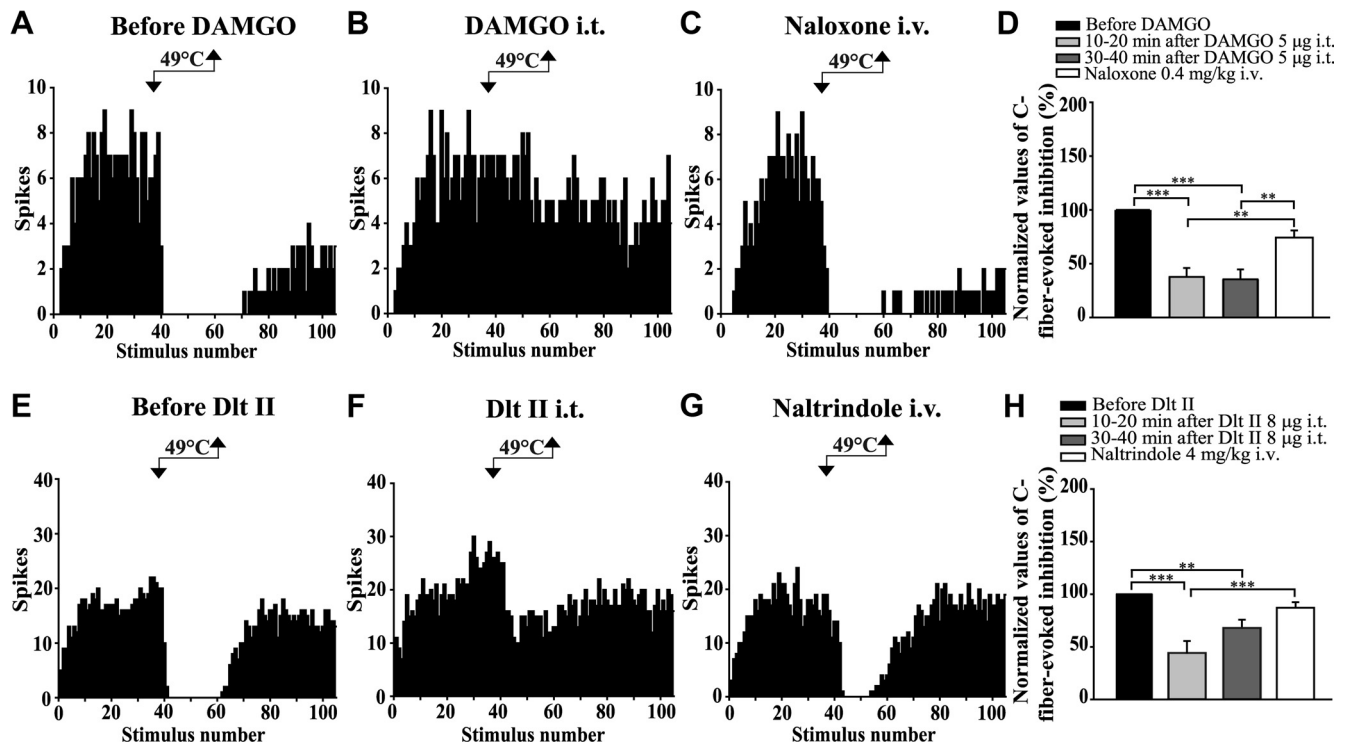 A Before DAMGO
49°C
Spikes
10
8
6
4
2
0
0 20 40 60 80 100
Stimulus number
B DAMGO i.t.
49°C
Spikes
10
8
6
4
2
0
0 20 40 60 80 100
Stimulus number
C Naloxone i.v.
49°C
Spikes
10
8
6
4
2
0
0 20 40 60 80 100
Stimulus number
D
Before DAMGO
10-20 min after DAMGO 5 µg i.t.
30-40 min after DAMGO 5 µg i.t.
Naloxone 0.4 mg/kg i.v.
Normalized values of C-
fiber-evoked inhibition (%)
200
150
100
50
0
***
***
**
**
E Before Dlt II
49°C
Spikes
40
30
20
10
0
0 20 40 60 80 100
Stimulus number
F Dlt II i.t.
49°C
Spikes
40
30
20
10
0
0 20 40 60 80 100
Stimulus number
G Naltrindole i.v.
49°C
Spikes
40
30
20
10
0
0 20 40 60 80 100
Stimulus number
H
Before Dlt II
10-20 min after Dlt II 8 µg i.t.
30-40 min after Dlt II 8 µg i.t.
Naltrindole 4 mg/kg i.v.
Normalized values of C-
fiber-evoked inhibition (%)
200
150
100
50
0
**
***
***